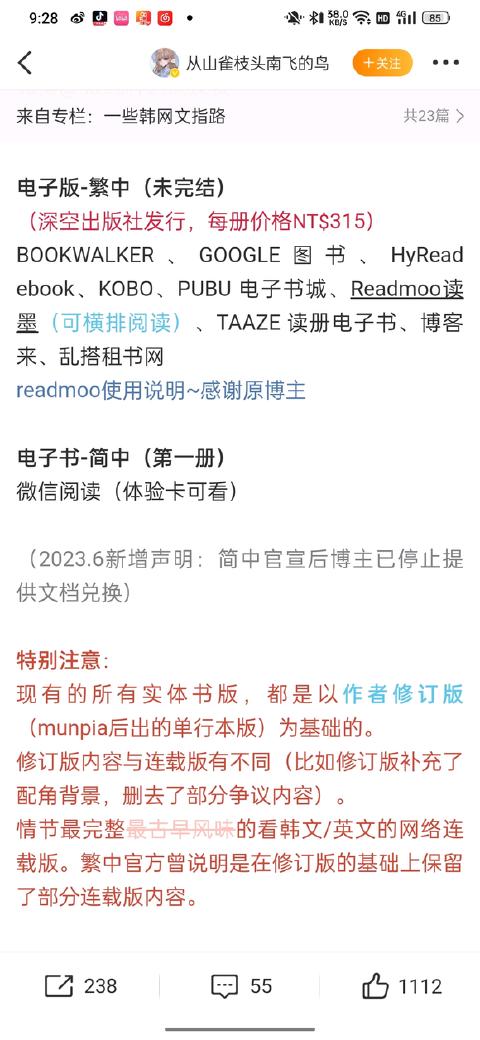 9:28
58.0 KB/S HD 4G 85
从山雀枝头南飞的鸟
+关注
来自专栏：一些韩网文指路
共23篇
电子版-繁中（未完结）
（深空出版社发行，每册价格NT$315）
BOOKWALKER、GOOGLE图书、HyRead
ebook、KOBO、PUBU 电子书城、Readmoo读
墨（可横排阅读）、TAAZE 读册电子书、博客
来、乱搭租书网
readmoo使用说明~感谢原博主
电子书-简中（第一册）
微信阅读（体验卡可看）
（2023.6新增声明：简中官宣后博主已停止提
供文档兑换）
特别注意：
现有的所有实体书版，都是以作者修订版
（munpia后出的单行本版）为基础的。
修订版内容与连载版有不同（比如修订版补充了
配角背景，删去了部分争议内容）。
情节最完整最古早风味的看韩文/英文的网络连
载版。繁中官方曾说明是在修订版的基础上保留
了部分连载版内容。
238
55
1112